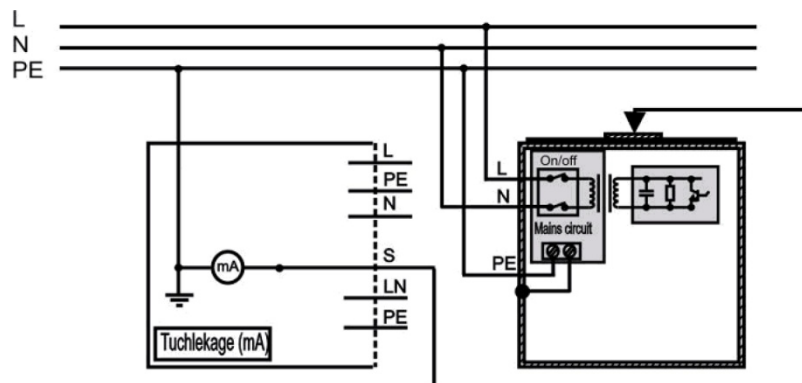 L
N
PE
L
PE
N
S
LN
PE
mA
Tuchlekage (mA)
On/off
L
N
Mains circuit
PE